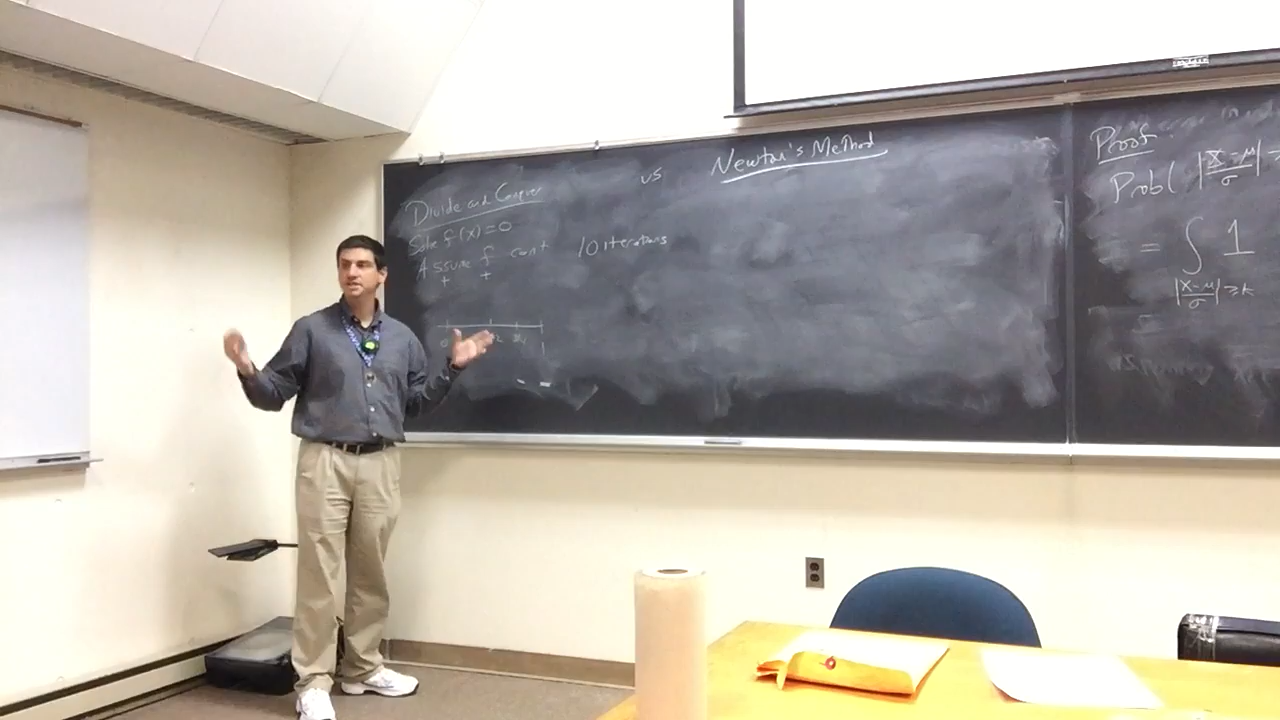 Divide and Conquer
Solve f(x)=0
Assume f cont
+ +
10 iterations
vs
Newton's Method
Proof
Prob( |x-μ/σ| ≥
= ∫ 1
|x-μ/σ| ≥k